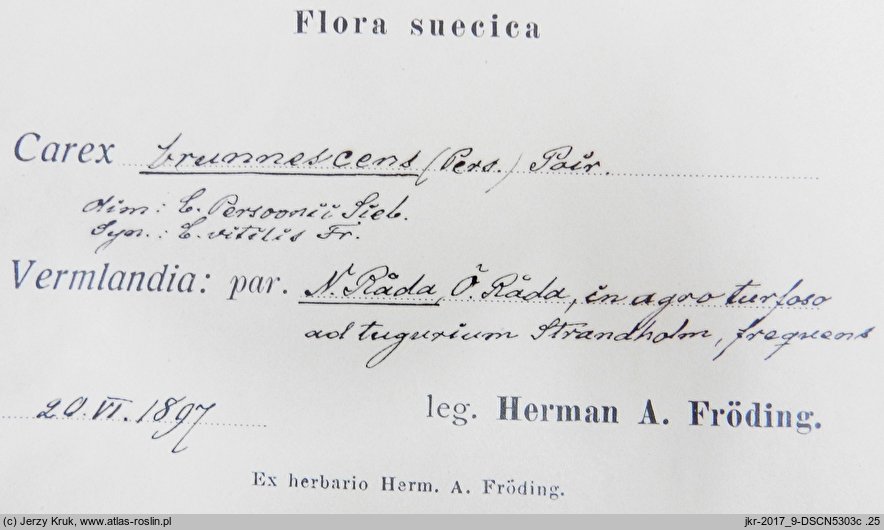 Flora suecica
Carex brunnescens (Pers.) Poir.
dim: C. Persoonii Sieb.
Syn.: C. vitilis Fr.
Vermlandia: par. N. Råda, Ö. Råda, in agro turfoso
ad tugurium Strandholm, frequens
20. VI. 1897
leg. Herman A. Fröding.
Ex herbario Herm. A. Fröding.
(c) Jerzy Kruk, www.atlas-roslin.pl jkr-2017_9-DSCN5303c .25